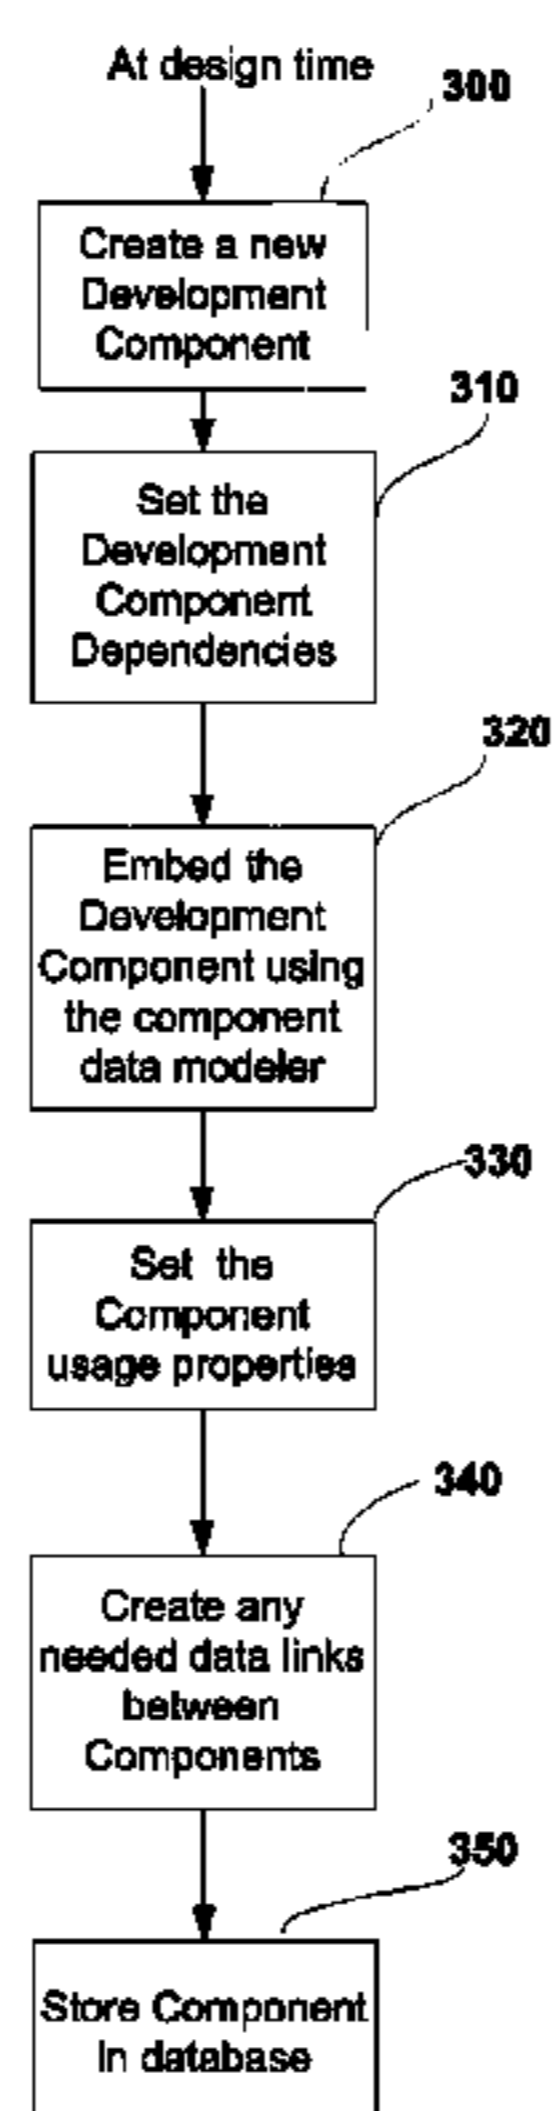 At design time
300
Create a new
Development
Component
310
Set the
Development
Component
Dependencies
320
Embed the
Development
Component using
the component
data modeler
330
Set the
Component
usage properties
340
Create any
needed data links
between
Components
350
Store Component
In database